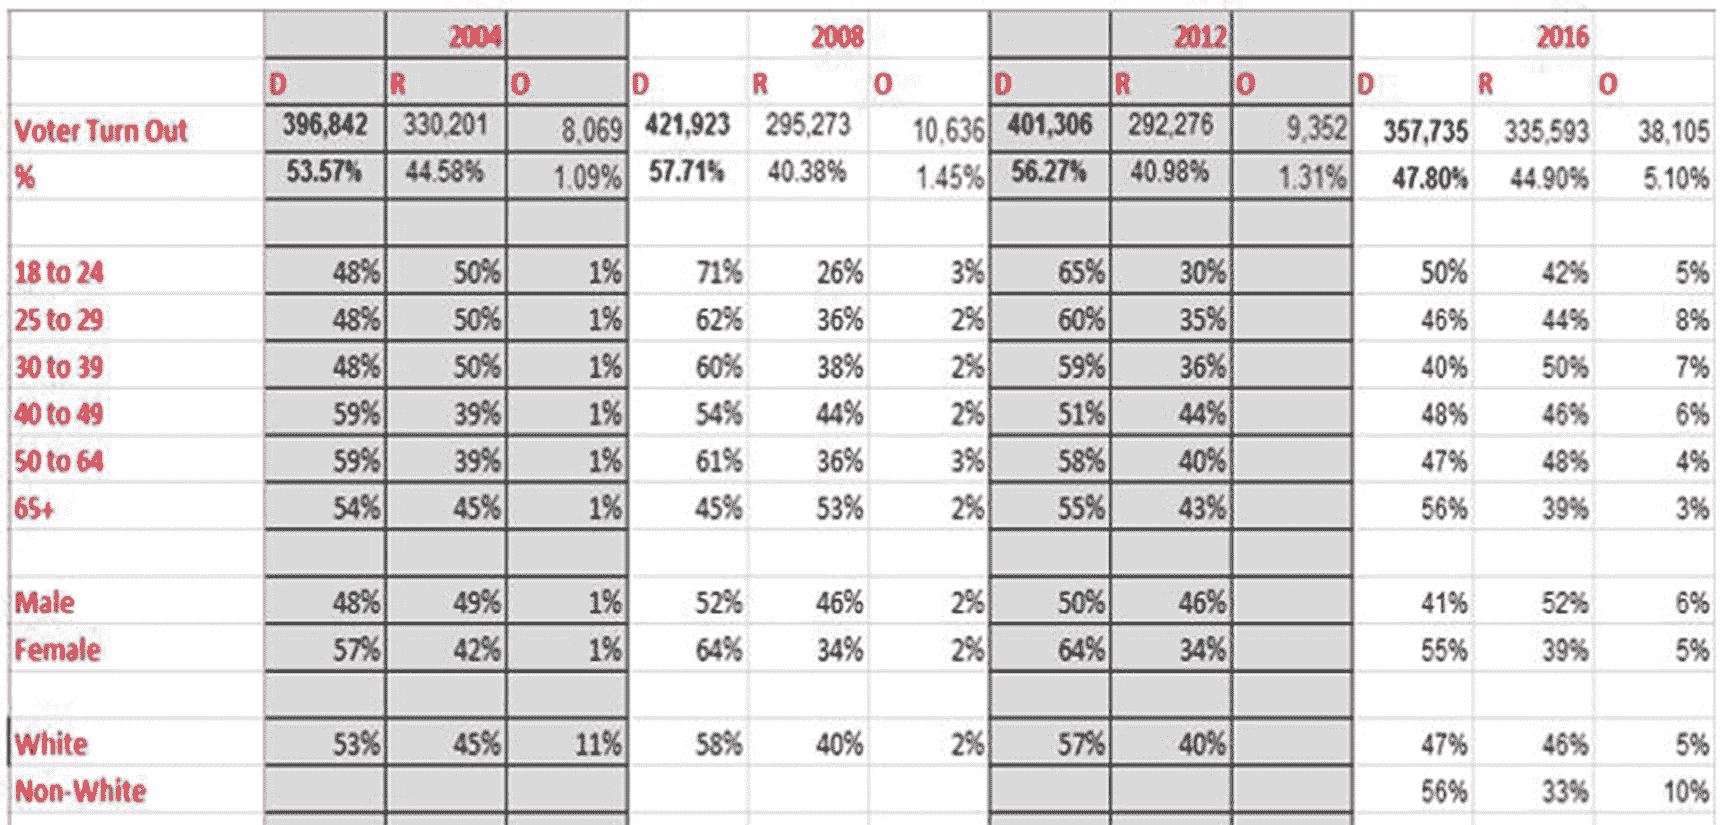 2004 2008 2012 2016
D R O D R O D R O D R O
Voter Turn Out 396,842 330,201 8,069 421,923 295,273 10,636 401,306 292,276 9,352 357,735 335,593 38,105
% 53.57% 44.58% 1.09% 57.71% 40.38% 1.45% 56.27% 40.98% 1.31% 47.80% 44.90% 5.10%
18 to 24 48% 50% 1% 71% 26% 3% 65% 30% 50% 42% 5%
25 to 29 48% 50% 1% 62% 36% 2% 60% 35% 46% 44% 8%
30 to 39 48% 50% 1% 60% 38% 2% 59% 36% 40% 50% 7%
40 to 49 59% 39% 1% 54% 44% 2% 51% 44% 48% 46% 6%
50 to 64 59% 39% 1% 61% 36% 3% 58% 40% 47% 48% 4%
65+ 54% 45% 1% 45% 53% 2% 55% 43% 56% 39% 3%
Male 48% 49% 1% 52% 46% 2% 50% 46% 41% 52% 6%
Female 57% 42% 1% 64% 34% 2% 64% 34% 55% 39% 5%
White 53% 45% 11% 58% 40% 2% 57% 40% 47% 46% 5%
Non-White 56% 33% 10%